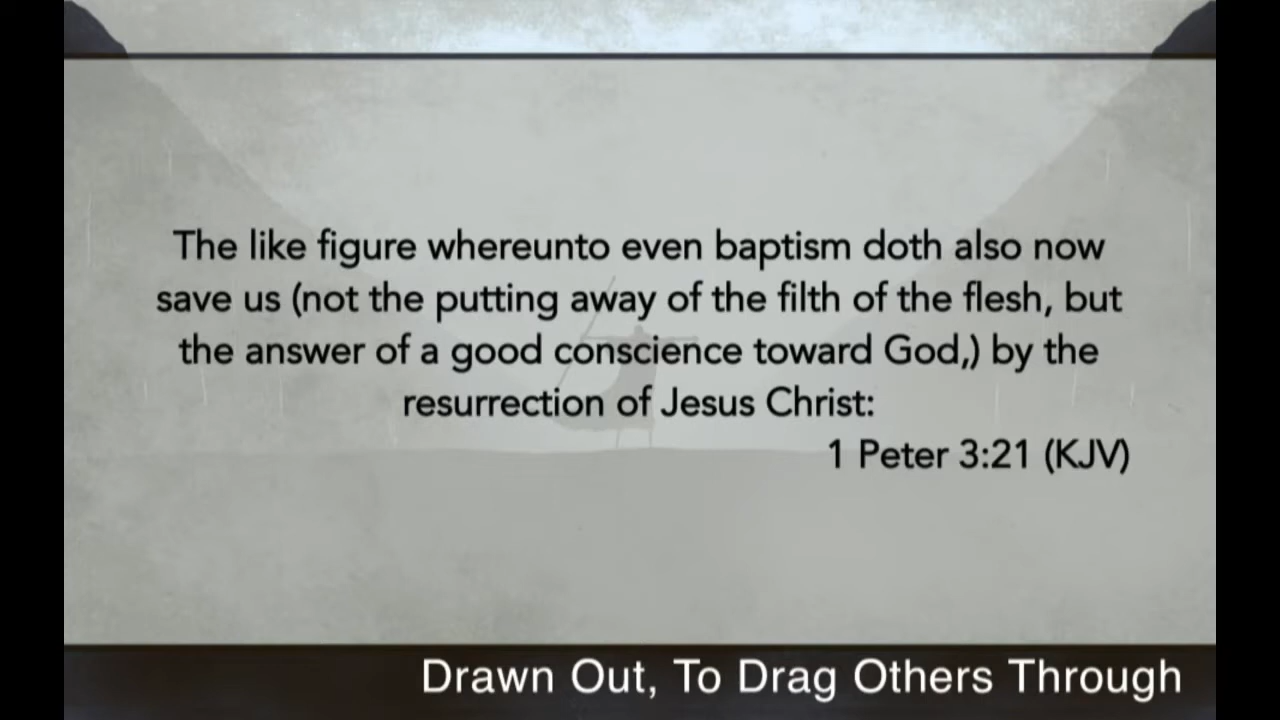 The like figure whereunto even baptism doth also now
save us (not the putting away of the filth of the flesh, but
the answer of a good conscience toward God,) by the
resurrection of Jesus Christ:
1 Peter 3:21 (KJV)
Drawn Out, To Drag Others Through